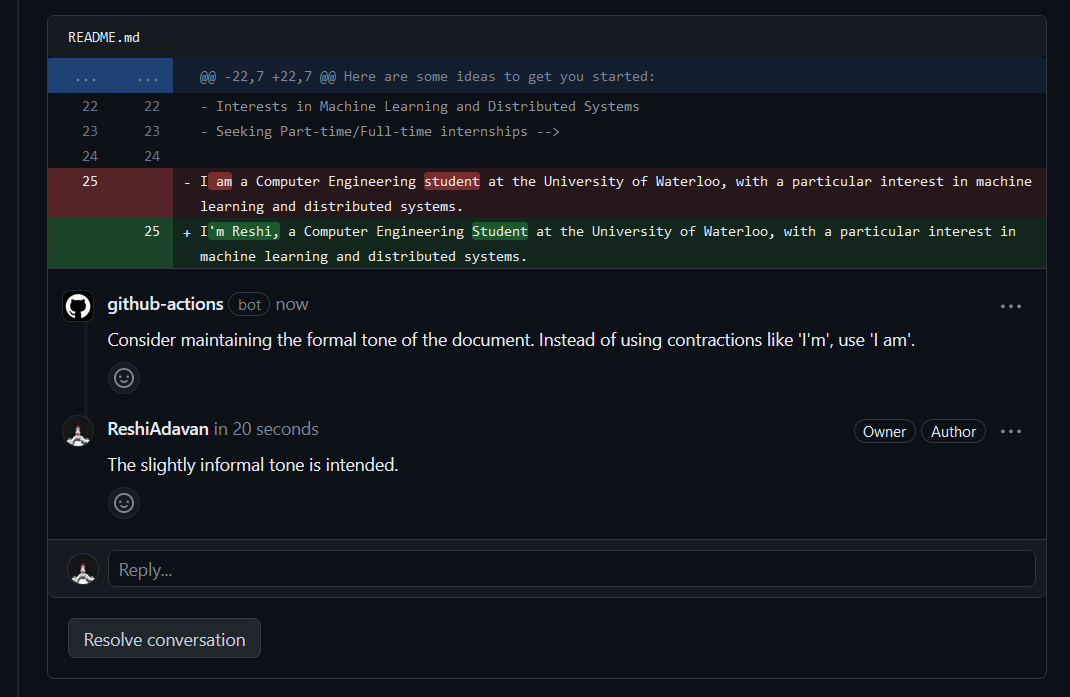 README.md
... ... @@ -22,7 +22,7 @@ Here are some ideas to get you started:
22 22 - Interests in Machine Learning and Distributed Systems
23 23 - Seeking Part-time/Full-time internships -->
24 24
25 - I am a Computer Engineering student at the University of Waterloo, with a particular interest in machine
learning and distributed systems.
25 + I'm Reshi, a Computer Engineering Student at the University of Waterloo, with a particular interest in
machine learning and distributed systems.
github-actions bot now
Consider maintaining the formal tone of the document. Instead of using contractions like 'I'm', use 'I am'.
ReshiAdavan in 20 seconds Owner Author
The slightly informal tone is intended.
Reply...
Resolve conversation